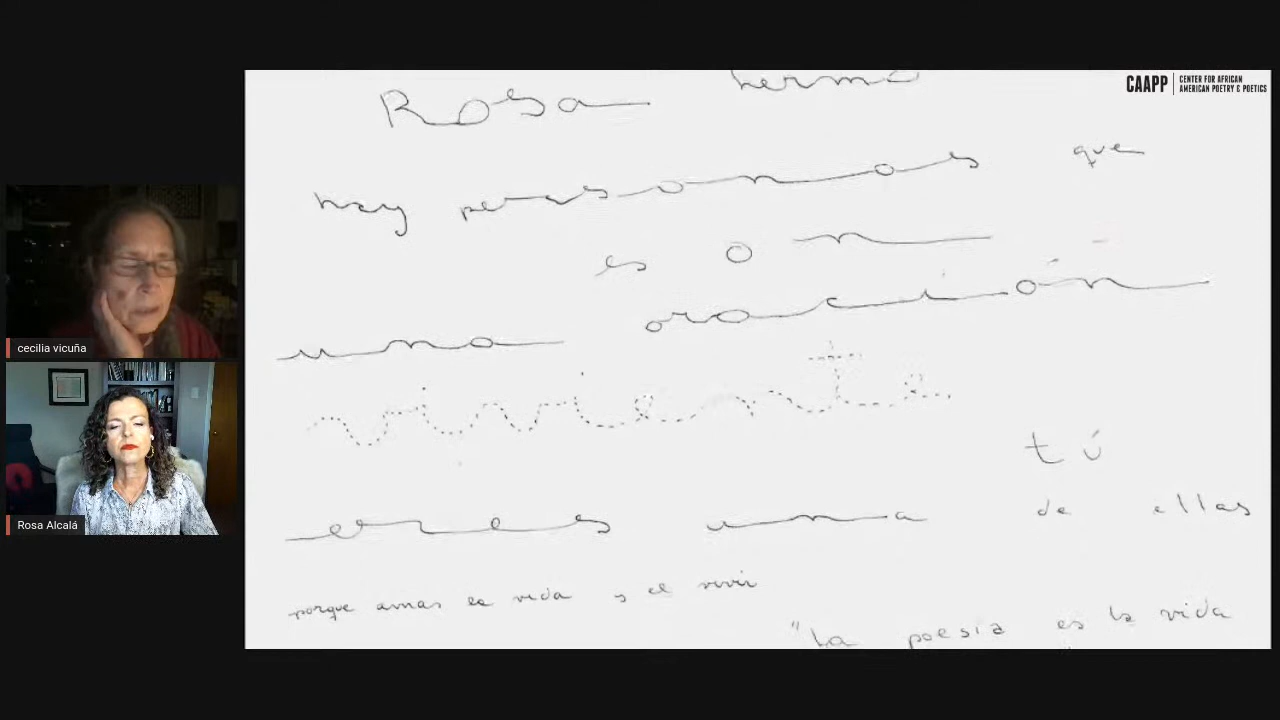 CAAPP
CENTER FOR AFRICAN
AMERICAN POETRY & POETICS
Rosa
hay personas que
es o n
una oración
viviente
tú
eres una de ellas
porque amas la vida y el vivir
"La poesía es la vida
cecilia vicuña
Rosa Alcalá